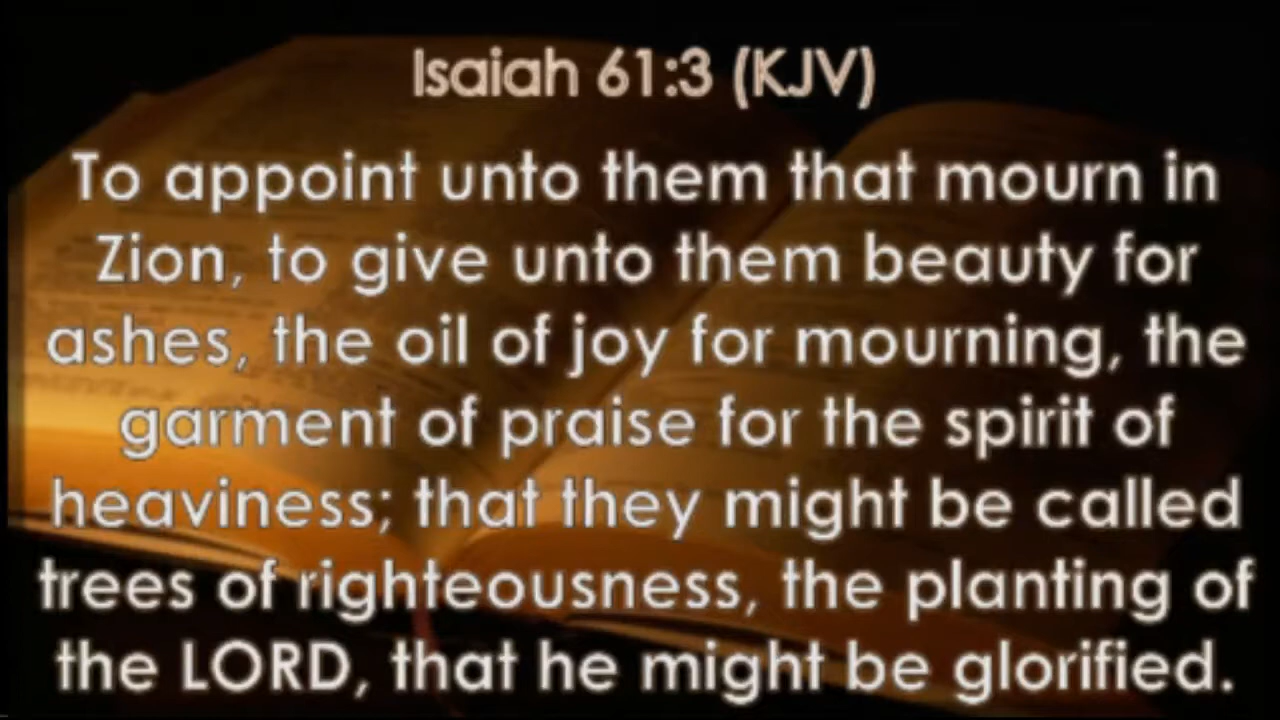 Isaiah 61:3 (KJV)
To appoint unto them that mourn in
Zion, to give unto them beauty for
ashes, the oil of joy for mourning, the
garment of praise for the spirit of
heaviness; that they might be called
trees of righteousness, the planting of
the LORD, that he might be glorified.